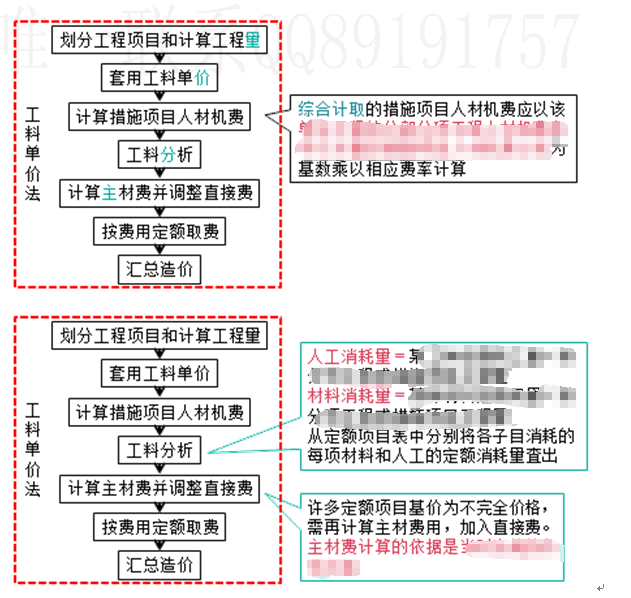 唯一联系QQ89191757
划分工程项目和计算工程量
套用工料单价
计算措施项目人材机费
工料分析
计算主材费并调整直接费
按费用定额取费
汇总造价
工料单价法
综合计取的措施项目人材机费应以该
为
基数乘以相应费率计算
划分工程项目和计算工程量
套用工料单价
计算措施项目人材机费
工料分析
计算主材费并调整直接费
按费用定额取费
汇总造价
工料单价法
人工消耗量=某
材料消耗量=
从定额项目表中分别将各子目消耗的
每项材料和人工的定额消耗量查出
许多定额项目基价为不完全价格,
需再计算主材费用,加入直接费。
主材费计算的依据是当